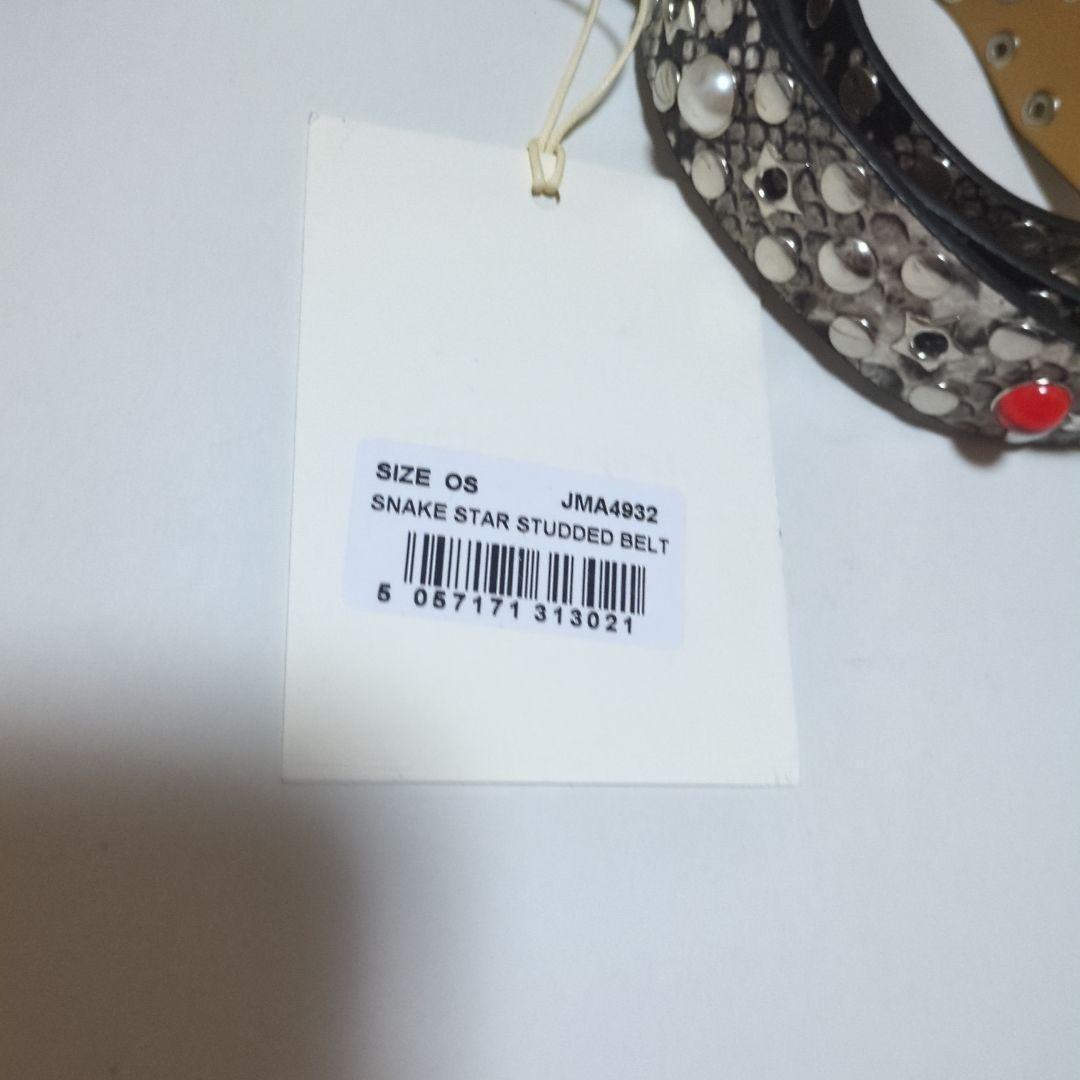 SIZE OS JMA4932
SNAKE STAR STUDDED BELT
5 057171 313021